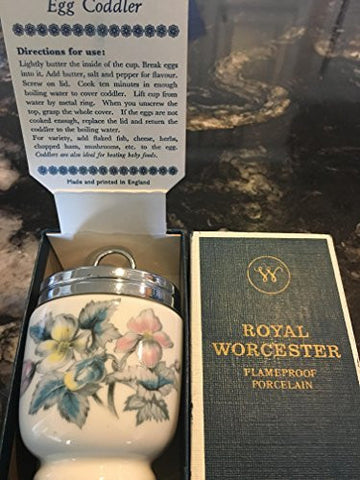 Egg Coddler
Directions for use:
Lightly butter the inside of the cup. Break eggs
into it. Add butter, salt and pepper for flavour.
Screw on lid. Cook ten minutes in enough
boiling water to cover coddler. Lift cup from
water by metal ring. When you unscrew the
top, grasp the whole cover. If the eggs are not
cooked enough, replace the lid and return the
coddler to the boiling water.
For variety, add flaked fish, cheese, herbs,
chopped ham, mushrooms, etc. to the egg.
Coddlers are also ideal for heating baby foods.
Made and printed in England
W
ROYAL
WORCESTER
FLAMEPROOF
PORCELAIN